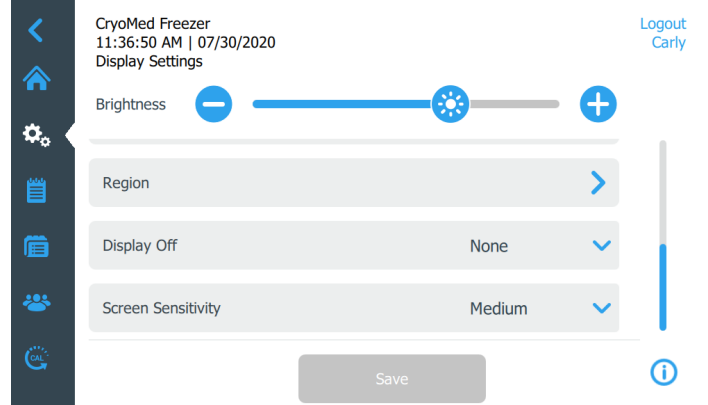 CryoMed Freezer
11:36:50 AM | 07/30/2020
Display Settings
Logout
Carly
Brightness
Region
Display Off None
Screen Sensitivity Medium
CAL
Save